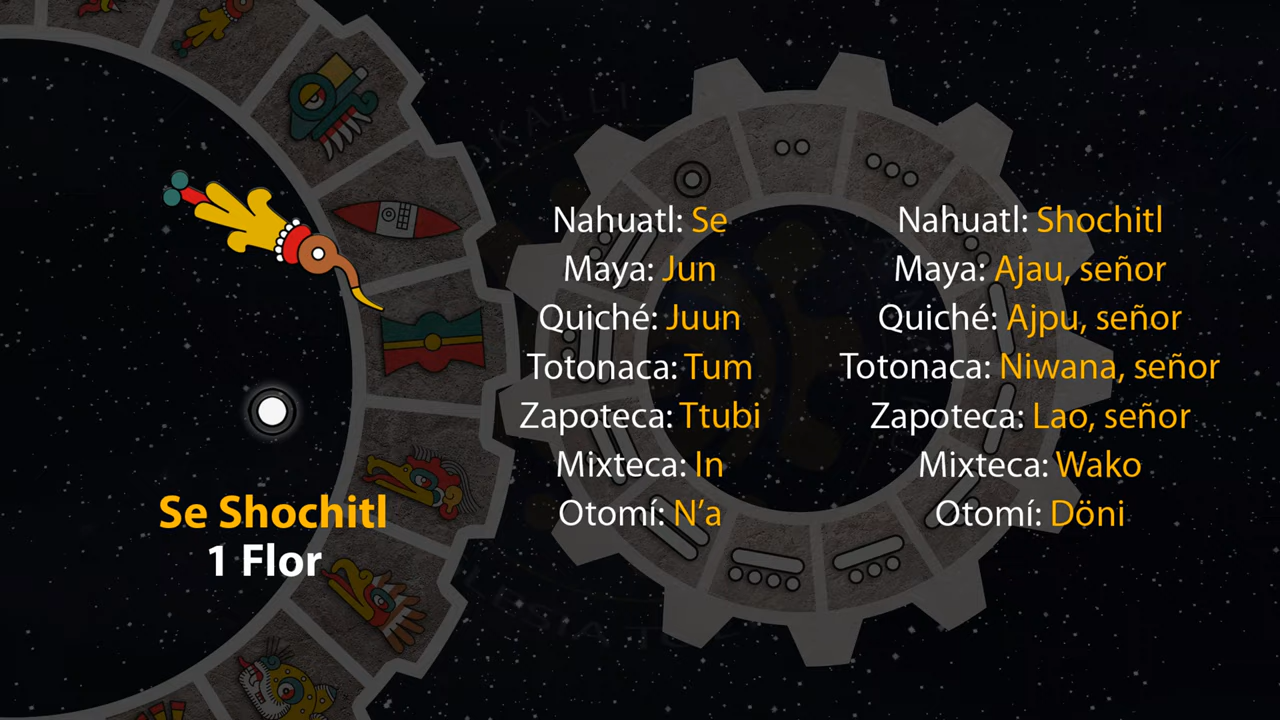 Nahuatl: Se
Maya: Jun
Quiché: Juun
Totonaca: Tum
Zapoteca: Ttubi
Mixteca: In
Otomí: N’a
Nahuatl: Shochitl
Maya: Ajau, señor
Quiché: Ajpu, señor
Totonaca: Niwana, señor
Zapoteca: Lao, señor
Mixteca: Wako
Otomí: Döni
Se Shochitl
1 Flor